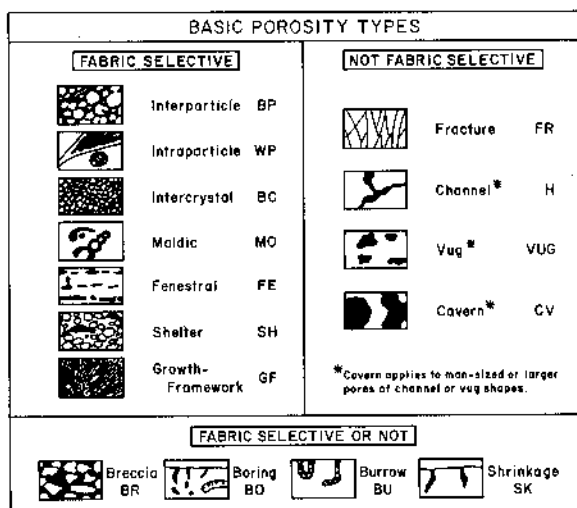 BASIC POROSITY TYPES
FABRIC SELECTIVE
Interparticle BP
Intraparticle WP
Intercrystal BC
Moldic MO
Fenestral FE
Shelter SH
Growth-
Framework GF
NOT FABRIC SELECTIVE
Fracture FR
Channel* H
Vug* VUG
Cavern* CV
*Cavern applies to man-sized or larger
pores of channel or vug shapes.
FABRIC SELECTIVE OR NOT
Breccia
BR
Boring
BO
Burrow
BU
Shrinkage
SK